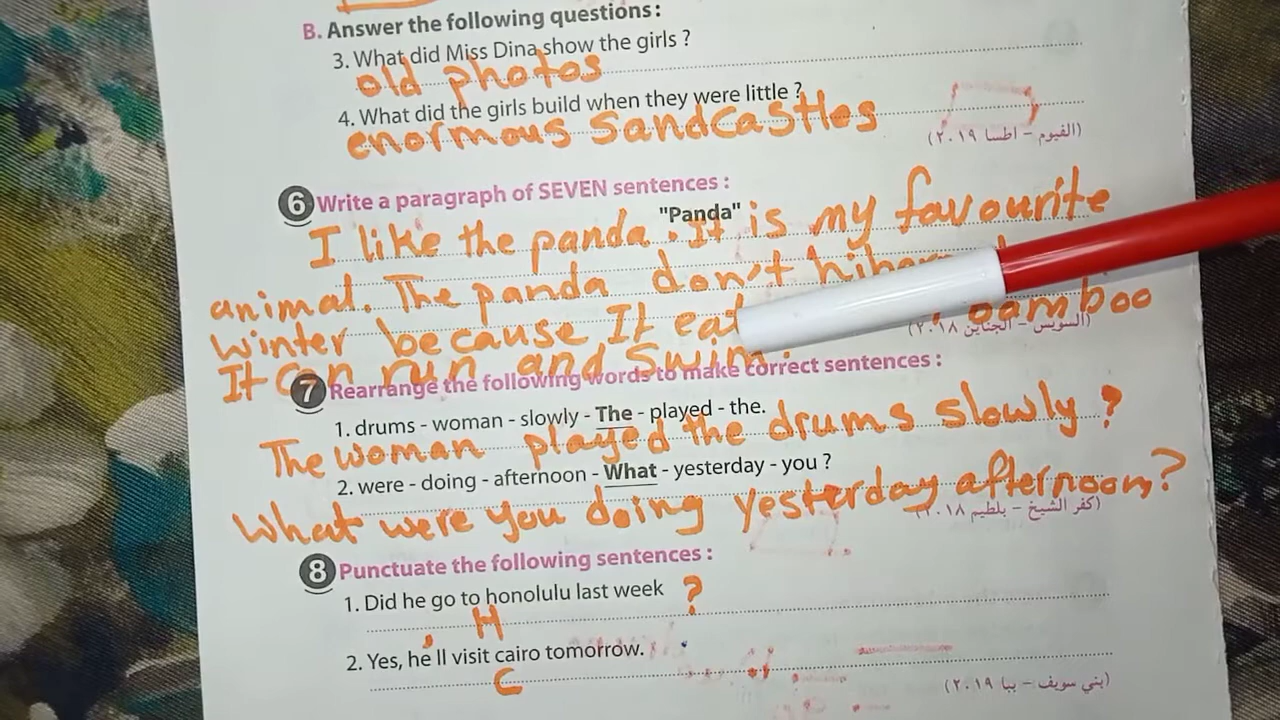 B. Answer the following questions :
3. What did Miss Dina show the girls ?
old photos
4. What did the girls build when they were little ?
enormous sandcastles
(الفيوم - اطسا ٢٠١٩)
6 Write a paragraph of SEVEN sentences :
"Panda"
I like the panda. It is my favourite
animal. The panda don't
winter because It eat bamboo
(السويس - الجناين ٢٠١٨)
It can run and swim.
7 Rearrange the following words to make correct sentences :
1. drums - woman - slowly - The - played - the.
The woman played the drums slowly ?
2. were - doing - afternoon - What - yesterday - you ?
What were you doing yesterday afternoon?
(كفر الشيخ - بلطيم ٢٠١٨)
8 Punctuate the following sentences :
1. Did he go to honolulu last week ?
H
2. Yes, he'll visit cairo tomorrow.
C
(بني سويف - ببا ٢٠١٩)